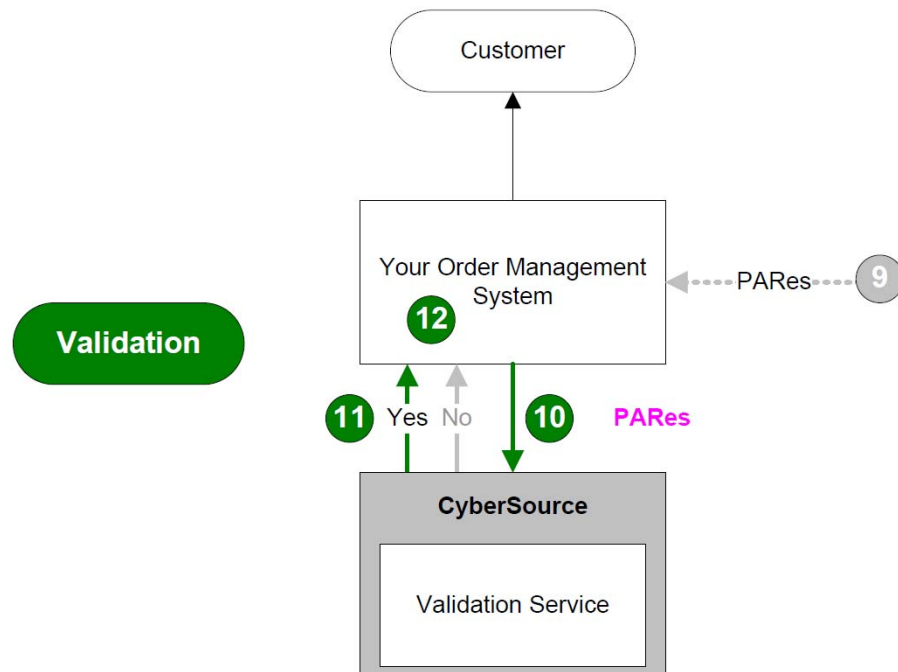 Customer
Your Order Management
System
PARes
9
12
Validation
11
Yes
No
10
PARes
CyberSource
Validation Service